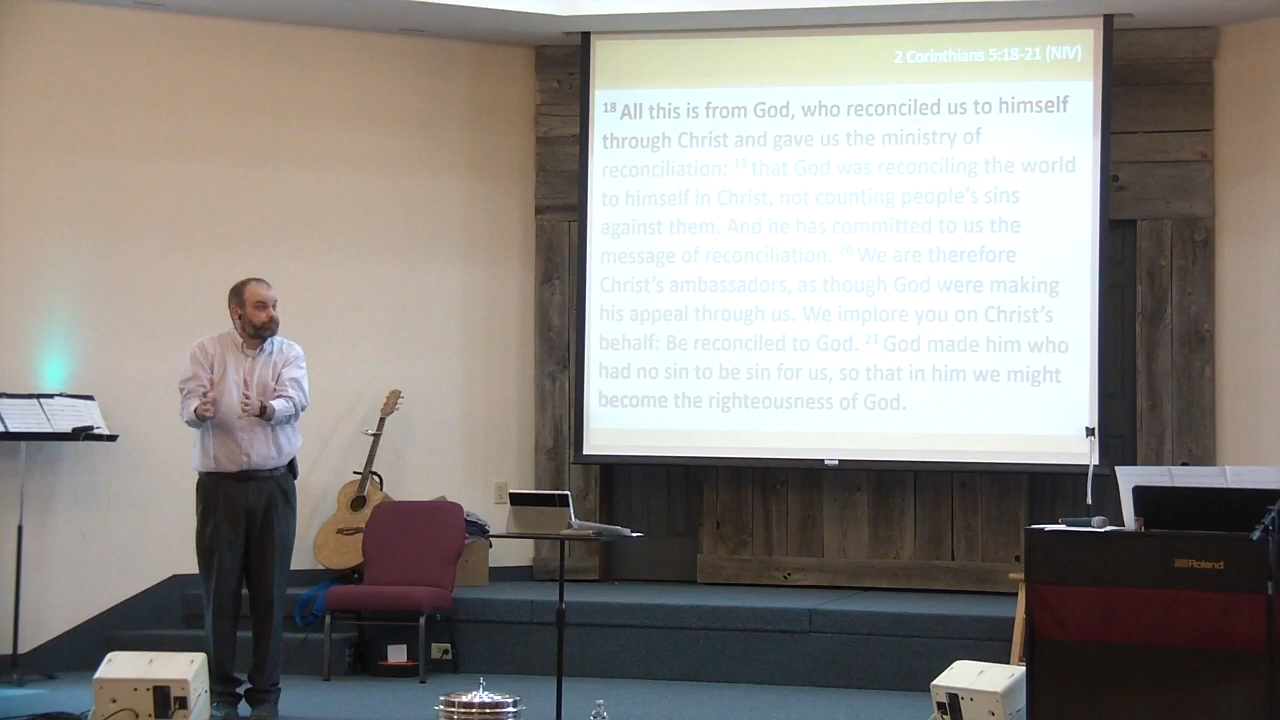 2 Corinthians 5:18-21 (NIV)
18 All this is from God, who reconciled us to himself
through Christ and gave us the ministry of
reconciliation: 19 that God was reconciling the world
to himself in Christ, not counting people's sins
against them. And he has committed to us the
message of reconciliation. 20 We are therefore
Christ's ambassadors, as though God were making
his appeal through us. We implore you on Christ's
behalf: Be reconciled to God. 21 God made him who
had no sin to be sin for us, so that in him we might
become the righteousness of God.
Roland